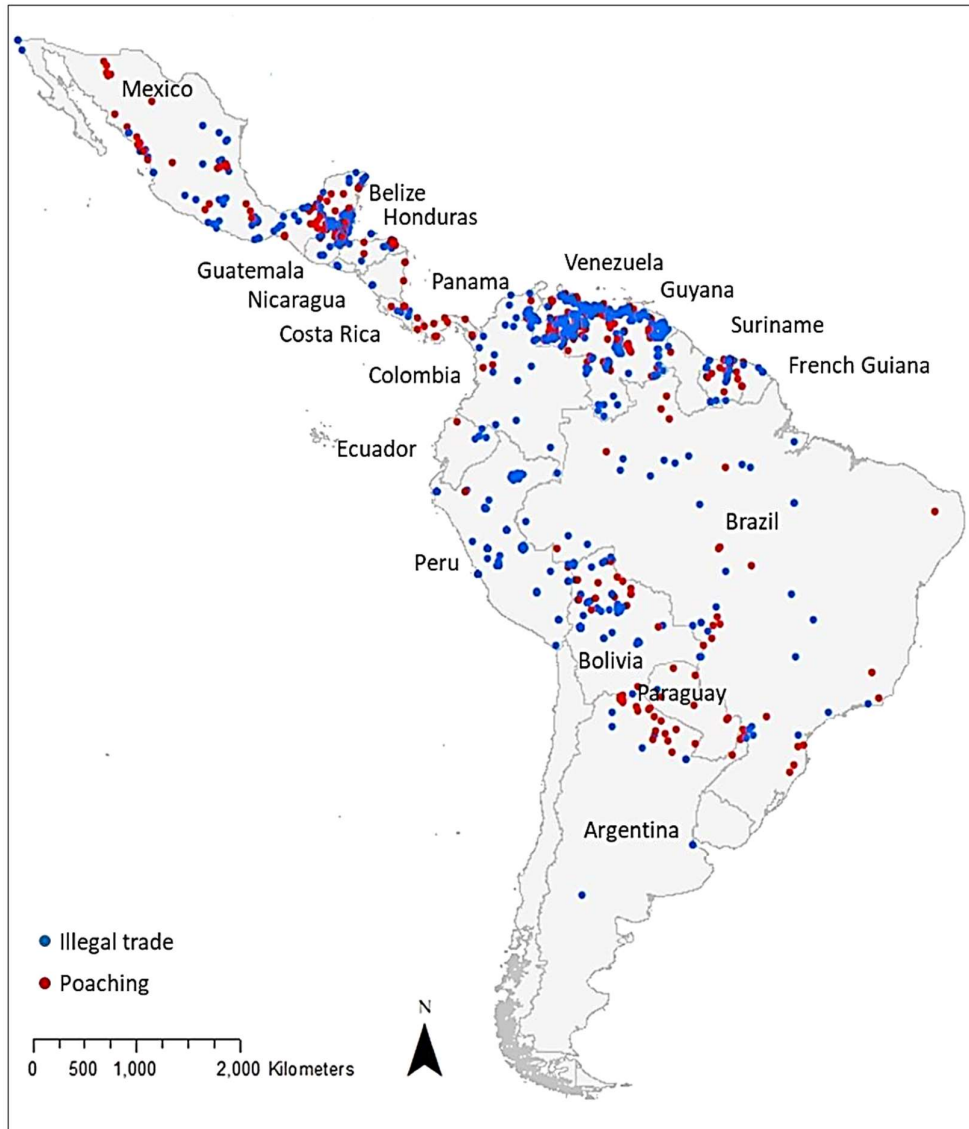 Mexico
Belize
Honduras
Guatemala
Nicaragua
Costa Rica
Panama
Venezuela
Guyana
Suriname
French Guiana
Colombia
Ecuador
Peru
Brazil
Bolivia
Paraguay
Argentina
Illegal trade
Poaching
N
0 500 1,000 2,000 Kilometers